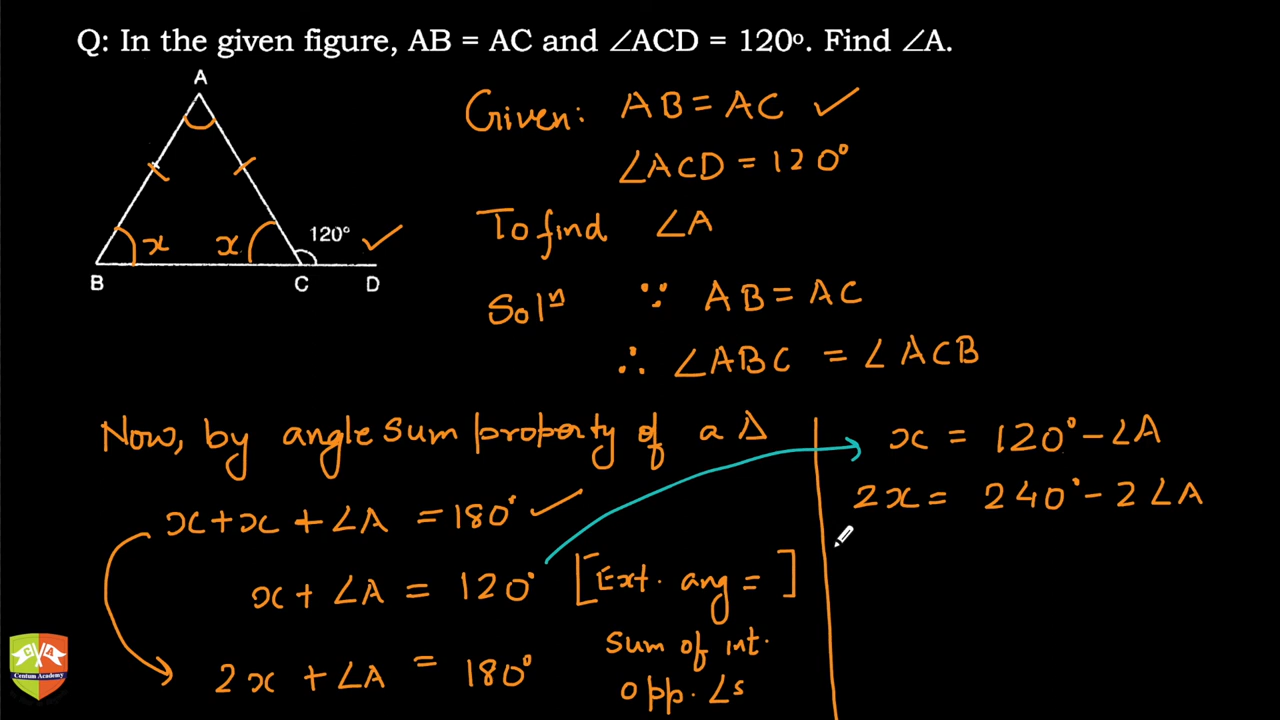 Q: In the given figure, AB = AC and ∠ACD = 120°. Find ∠A.
A
x
x
120°
B
C
D
Given: AB = AC ✓
∠ACD = 120°
To find ∠A
Solⁿ ∵ AB = AC
∴ ∠ABC = ∠ACB
Now, by angle sum property of a Δ
x + x + ∠A = 180°
x + ∠A = 120° [Ext. ang = ]
Sum of int.
opp. ∠s
2x + ∠A = 180°
x = 120° - ∠A
2x = 240° - 2∠A
CA
Centum Academy